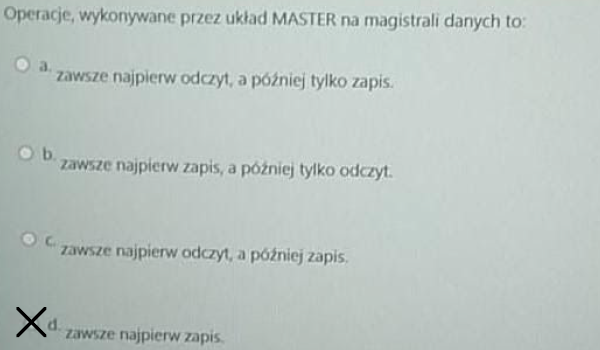 Operacje, wykonywane przez układ MASTER na magistrali danych to:
a. zawsze najpierw odczyt, a później tylko zapis.
b. zawsze najpierw zapis, a później tylko odczyt.
c. zawsze najpierw odczyt, a później zapis.
d. zawsze najpierw zapis.